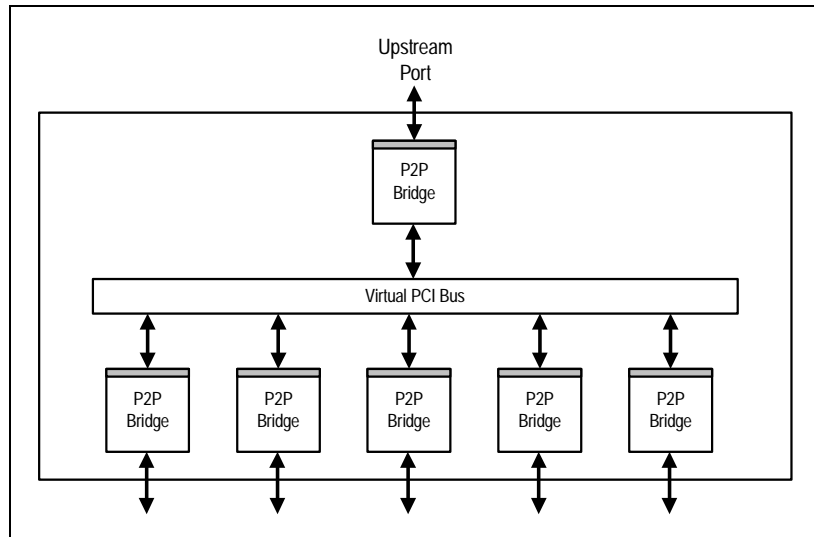 Upstream
Port
P2P
Bridge
Virtual PCI Bus
P2P
Bridge
P2P
Bridge
P2P
Bridge
P2P
Bridge
P2P
Bridge